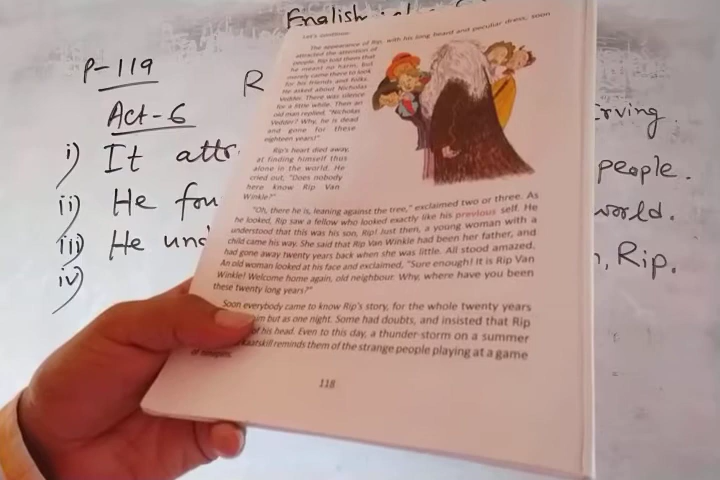 English
P-119
R
Act-6
Irving.
i) It attr
people.
ii) He fou
world.
iii) He und
, Rip.
iv)
Let's continue:
The appearance of Rip, with his long beard and peculiar dress, soon
attracted the attention of
people. Rip told them that
he meant no harm, but
merely came there to look
for his friends and folks.
He asked about Nicholas
Vedder. There was silence
for a little while. Then an
old man replied, "Nicholas
Vedder? Why, he is dead
and gone for these
eighteen years!"
Rip's heart died away,
at finding himself thus
alone in the world. He
cried out, "Does nobody
here know Rip Van
Winkle?"
"Oh, there he is, leaning against the tree," exclaimed two or three. As
he looked, Rip saw a fellow who looked exactly like his previous self. He
understood that this was his son, Rip! Just then, a young woman with a
child came his way. She said that Rip Van Winkle had been her father, and
had gone away twenty years back when she was little. All stood amazed.
An old woman looked at his face and exclaimed, "Sure enough! It is Rip Van
Winkle! Welcome home again, old neighbour. Why, where have you been
these twenty long years?"
Soon everybody came to know Rip's story, for the whole twenty years
him but as one night. Some had doubts, and insisted that Rip
of his head. Even to this day, a thunder-storm on a summer
Kaatskill reminds them of the strange people playing at a game
of ninepins.
118